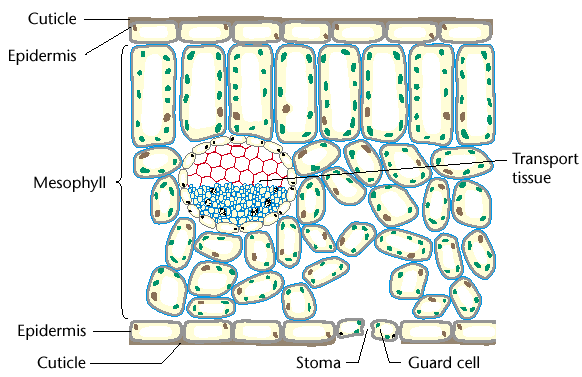 Cuticle
Epidermis
Mesophyll
Transport
tissue
Epidermis
Cuticle
Stoma
Guard cell